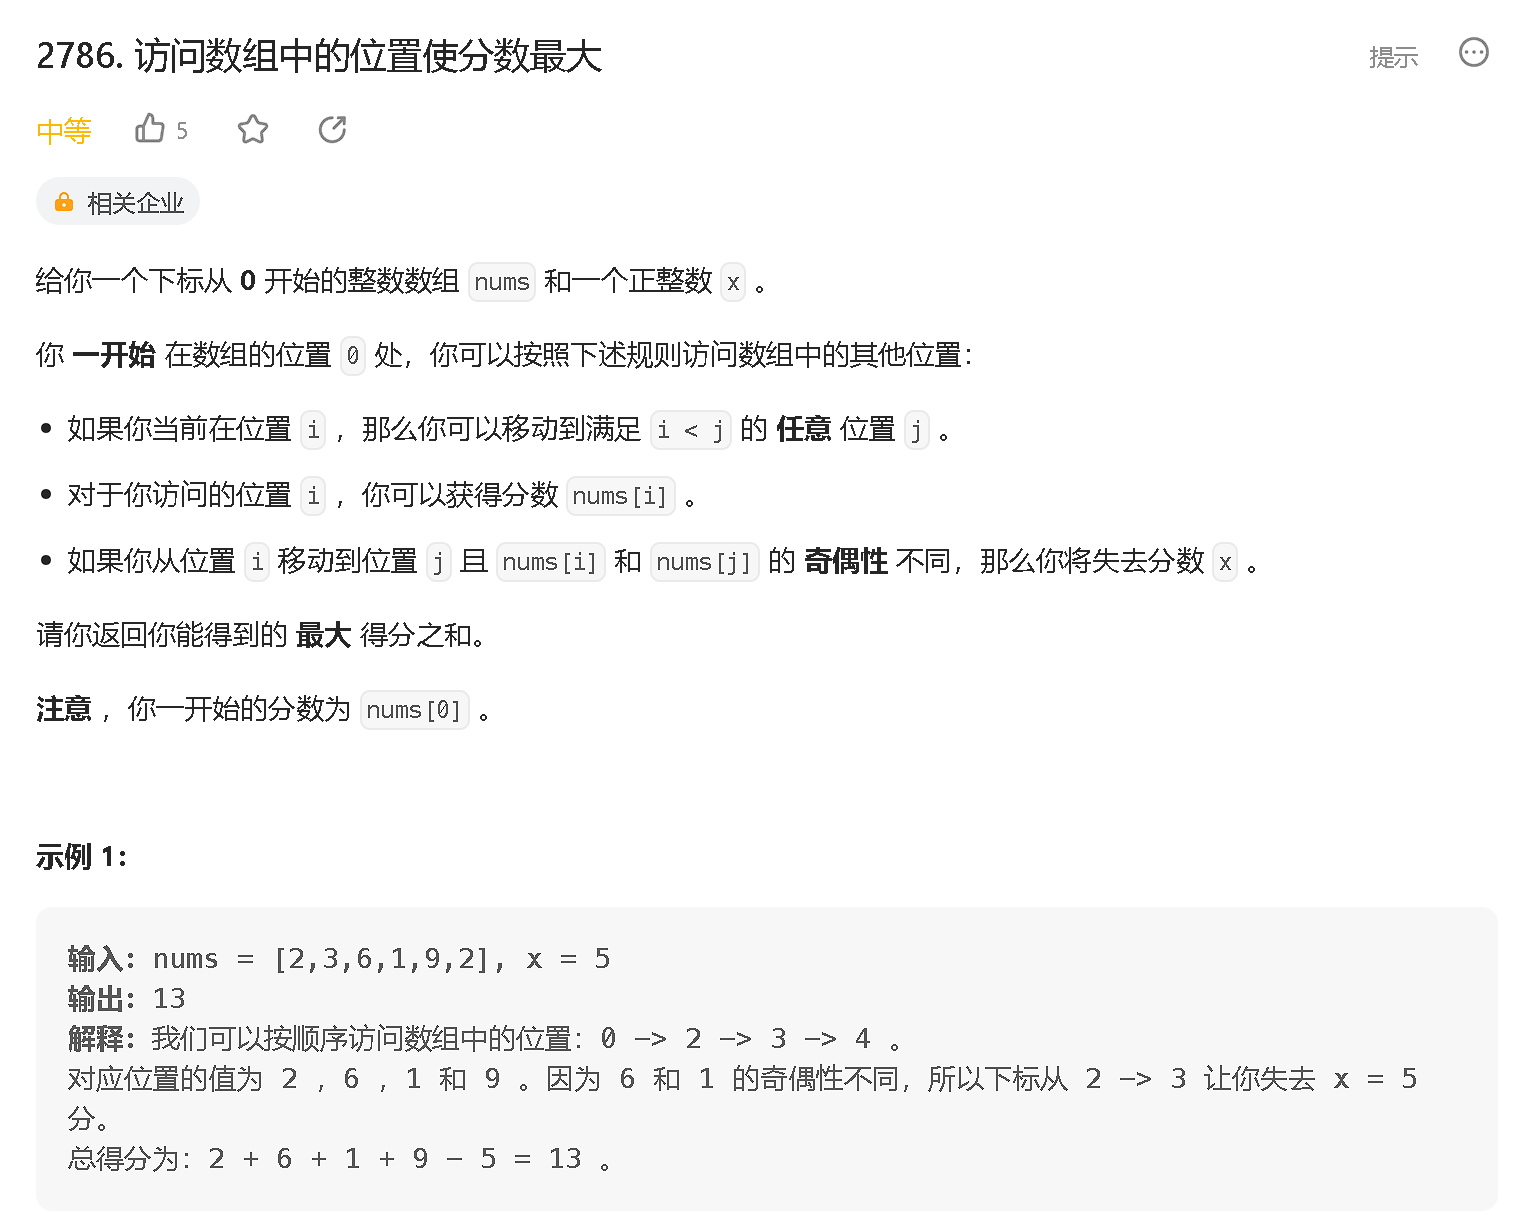 2786. 访问数组中的位置使分数最大
提示
中等
5
相关企业
给你一个下标从 0 开始的整数数组 nums 和一个正整数 x 。
你 一开始 在数组的位置 0 处，你可以按照下述规则访问数组中的其他位置：
• 如果你当前在位置 i ，那么你可以移动到满足 i < j 的 任意 位置 j 。
• 对于你访问的位置 i ，你可以获得分数 nums[i] 。
• 如果你从位置 i 移动到位置 j 且 nums[i] 和 nums[j] 的 奇偶性 不同，那么你将失去分数 x 。
请你返回你能得到的 最大 得分之和。
注意 ，你一开始的分数为 nums[0] 。
示例 1：
输入：nums = [2,3,6,1,9,2], x = 5
输出：13
解释：我们可以按顺序访问数组中的位置：0 -> 2 -> 3 -> 4 。
对应位置的值为 2 ，6 ，1 和 9 。因为 6 和 1 的奇偶性不同，所以下标从 2 -> 3 让你失去 x = 5
分。
总得分为：2 + 6 + 1 + 9 - 5 = 13 。